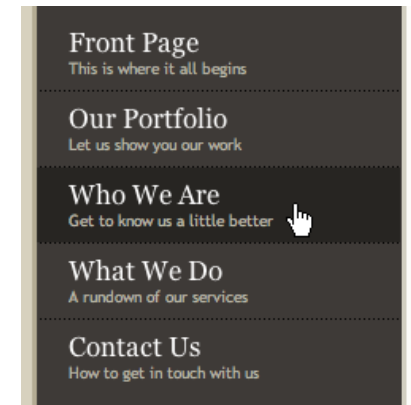 Front Page
This is where it all begins
Our Portfolio
Let us show you our work
Who We Are
Get to know us a little better
What We Do
A rundown of our services
Contact Us
How to get in touch with us